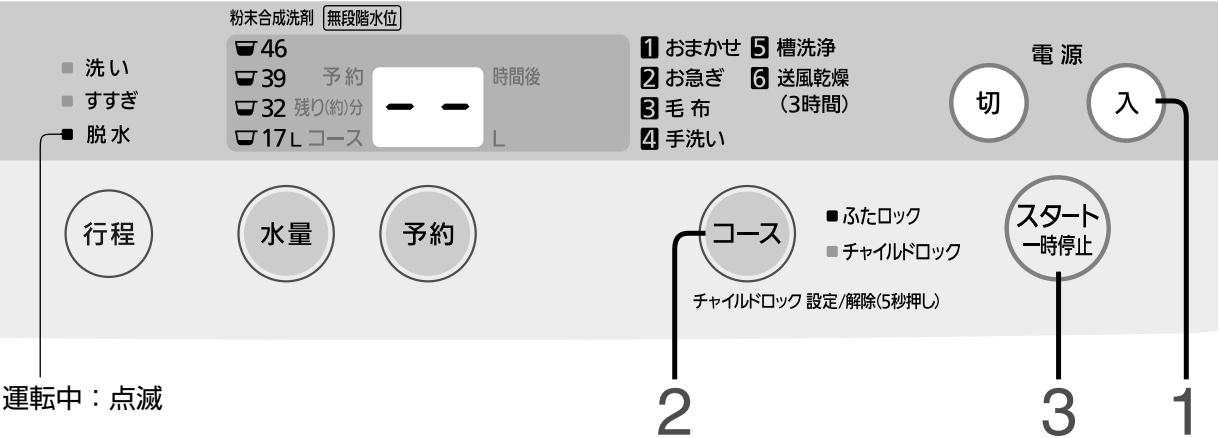 粉末合成洗剤 無段階水位
46
39 予約 時間後
32 残り(約)分
17L コース L
- -
洗い
すすぎ
脱水
1 おまかせ 5 槽洗浄
2 お急ぎ 6 送風乾燥
3 毛布 (3時間)
4 手洗い
電源
切 入
行程 水量 予約 コース
ふたロック
チャイルドロック
スタート
一時停止
チャイルドロック 設定/解除(5秒押し)
運転中：点滅
2 3 1